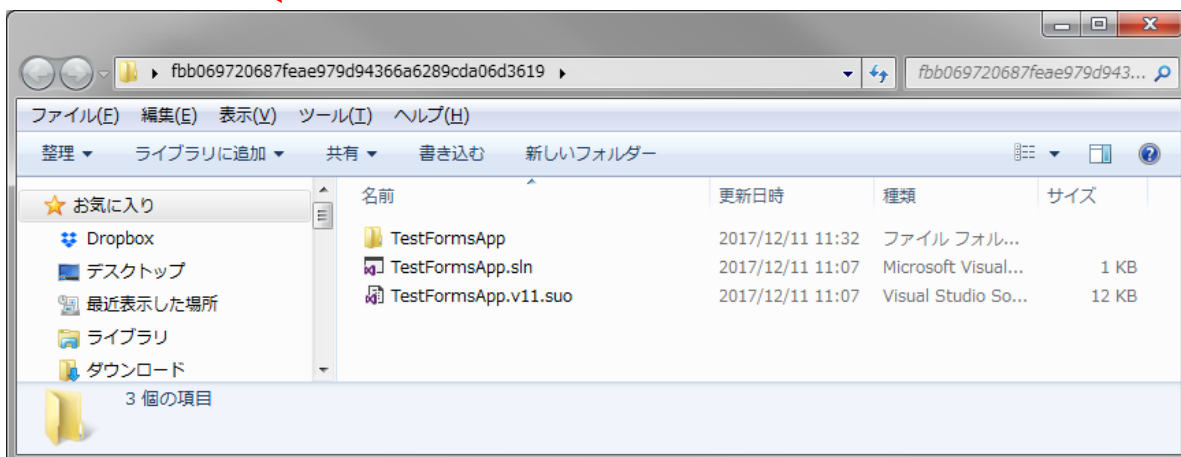 fbb069720687feae979d94366a6289cda06d3619
fbb069720687feae979d943...
ファイル(F) 編集(E) 表示(V) ツール(T) ヘルプ(H)
整理 ライブラリに追加 共有 書き込む 新しいフォルダー
お気に入り
Dropbox
デスクトップ
最近表示した場所
ライブラリ
ダウンロード
名前 更新日時 種類 サイズ
TestFormsApp 2017/12/11 11:32 ファイル フォル...
TestFormsApp.sln 2017/12/11 11:07 Microsoft Visual... 1 KB
TestFormsApp.v11.suo 2017/12/11 11:07 Visual Studio So... 12 KB
3 個の項目